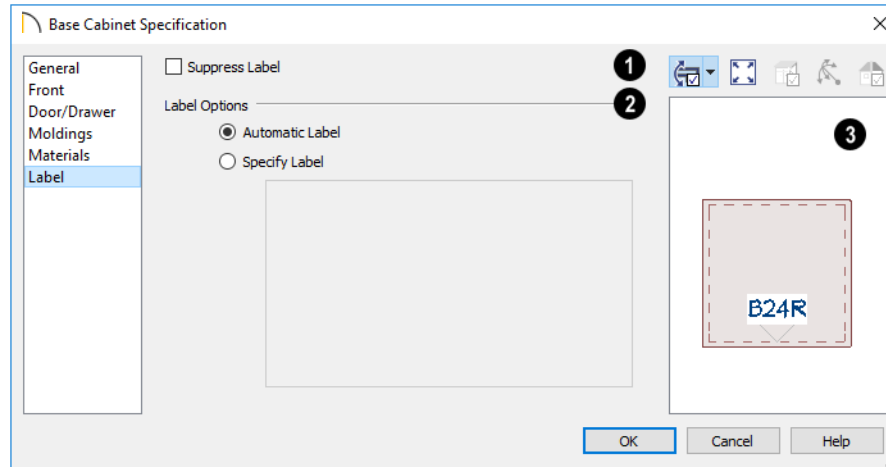 Base Cabinet Specification
General
Front
Door/Drawer
Moldings
Materials
Label
Suppress Label
1
Label Options
2
Automatic Label
Specify Label
3
B24R
OK
Cancel
Help